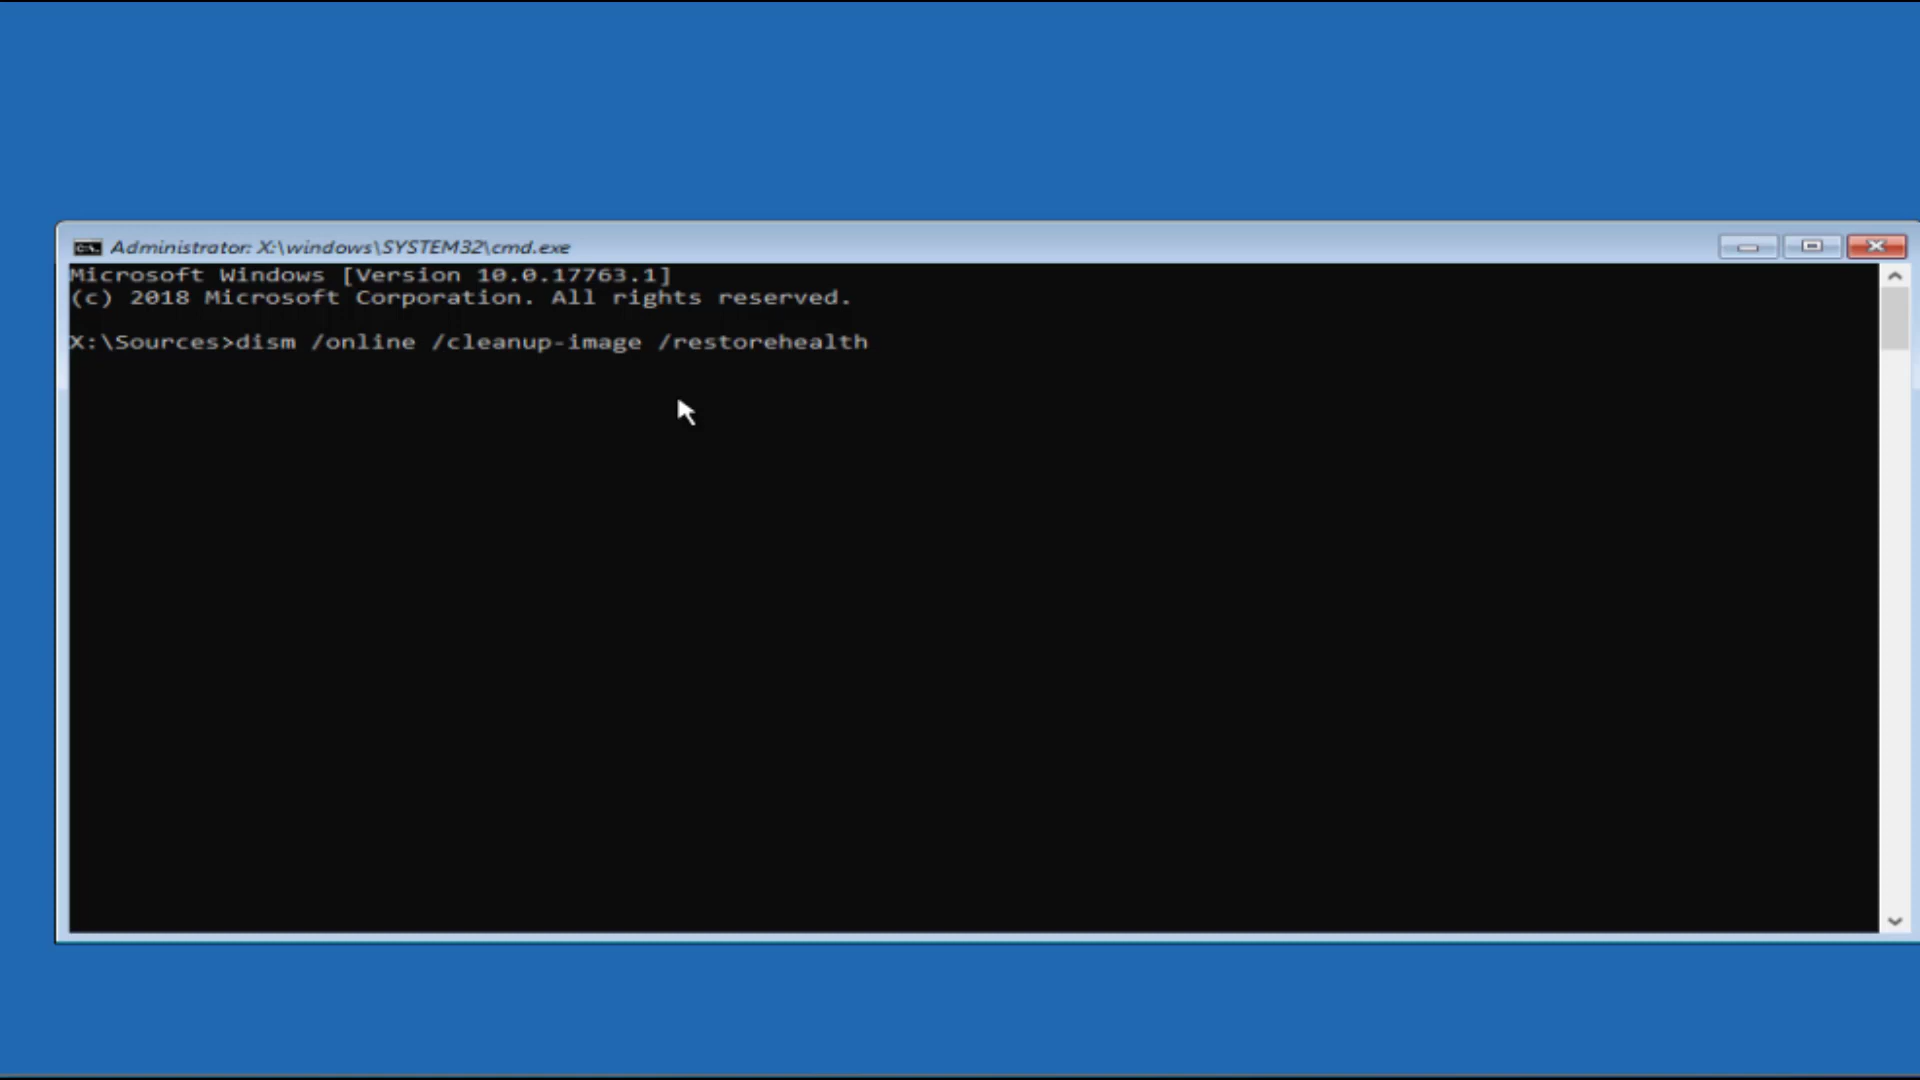 Administrator: X:\windows\SYSTEM32\cmd.exe
Microsoft Windows [Version 10.0.17763.1]
(c) 2018 Microsoft Corporation. All rights reserved.
X:\Sources>dism /online /cleanup-image /restorehealth